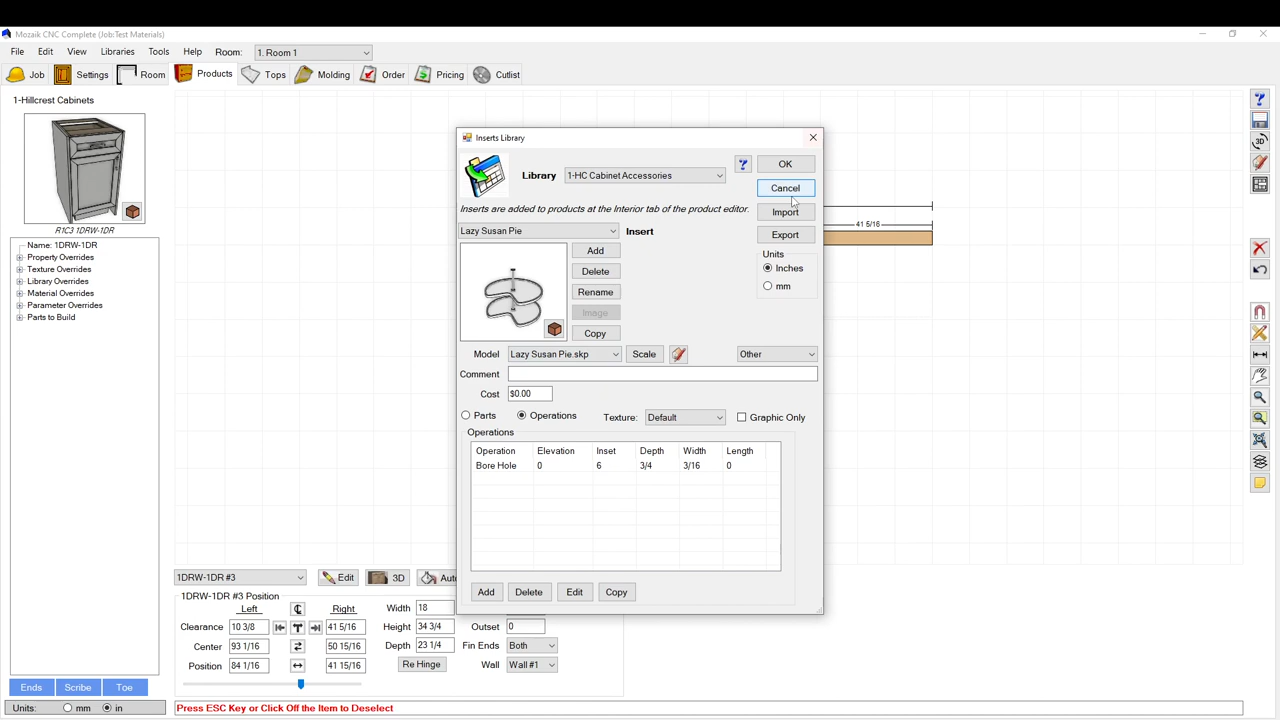 Mozaik CNC Complete (Job:Test Materials)
File Edit View Libraries Tools Help Room: 1. Room 1
Job Settings Room Products Tops Molding Order Pricing Cutlist
1-Hillcrest Cabinets
R1C3 1DRW-1DR
Name: 1DRW-1DR
Property Overrides
Texture Overrides
Library Overrides
Material Overrides
Parameter Overrides
Parts to Build
Ends Scribe Toe
Units: mm in
3D
41 5/16
Inserts Library
Library 1-HC Cabinet Accessories ? OK
Cancel
Inserts are added to products at the Interior tab of the product editor.
Import
Export
Lazy Susan Pie Insert
Add
Delete
Rename
Image
Copy
Units
Inches
mm
Model Lazy Susan Pie.skp Scale Other
Comment
Cost $0.00
Parts Operations Texture: Default Graphic Only
Operations
Operation Elevation Inset Depth Width Length
Bore Hole 0 6 3/4 3/16 0
Add Delete Edit Copy
1DRW-1DR #3 Edit 3D Auto
1DRW-1DR #3 Position
Left Right Width 18
Clearance 10 3/8 41 5/16 Height 34 3/4 Outset 0
Center 93 1/16 50 15/16 Depth 23 1/4 Fin Ends Both
Position 84 1/16 41 15/16 Re Hinge Wall Wall #1
Press ESC Key or Click Off the Item to Deselect